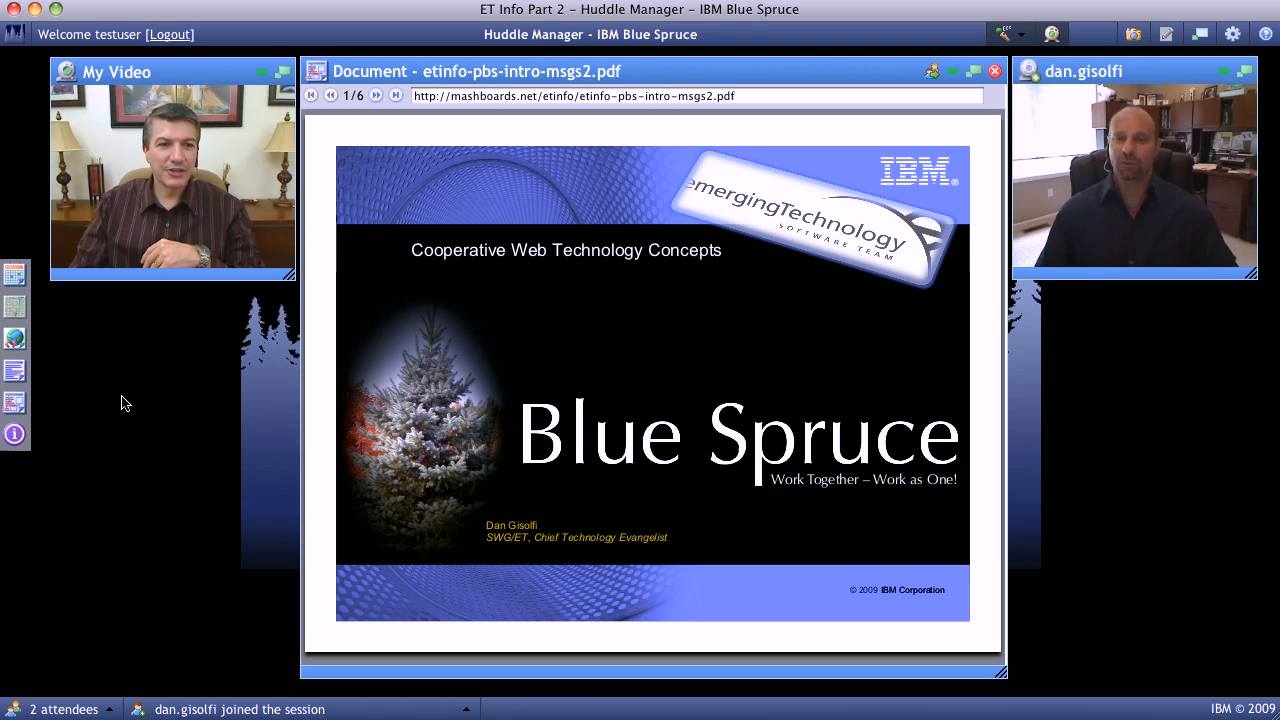 ET Info Part 2 – Huddle Manager – IBM Blue Spruce
Welcome testuser [Logout]
Huddle Manager - IBM Blue Spruce
My Video
Document - etinfo-pbs-intro-msgs2.pdf
dan.gisolfi
1/6
http://mashboards.net/etinfo/etinfo-pbs-intro-msgs2.pdf
IBM®
emergingTechnology
SOFTWARE TEAM
e
Cooperative Web Technology Concepts
Blue Spruce
Work Together – Work as One!
Dan Gisolfi
SWG/ET, Chief Technology Evangelist
© 2009 IBM Corporation
2 attendees
dan.gisolfi joined the session
IBM © 2009